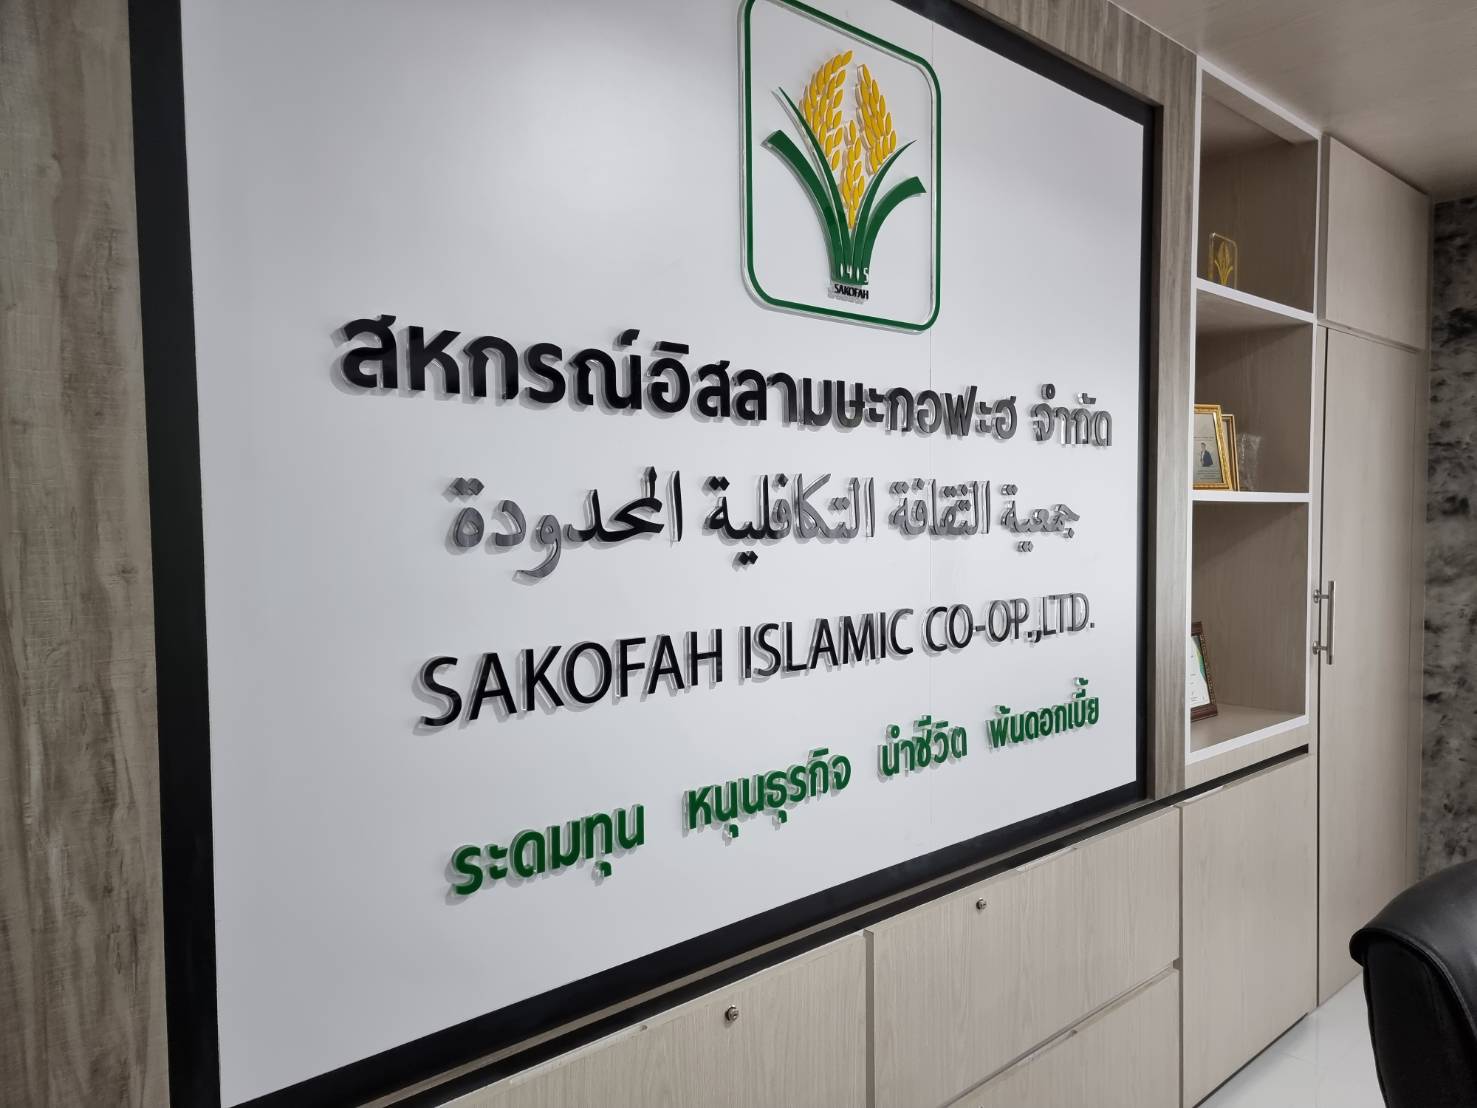 1445
SAKOFAH
สหกรณ์อิสลามษะกอฟะฮ จำกัด
جمعية الثقافة التكافلية المحدودة
SAKOFAH ISLAMIC CO-OP.,LTD.
ระดมทุน หนุนธุรกิจ นำชีวิต พ้นดอกเบี้ย